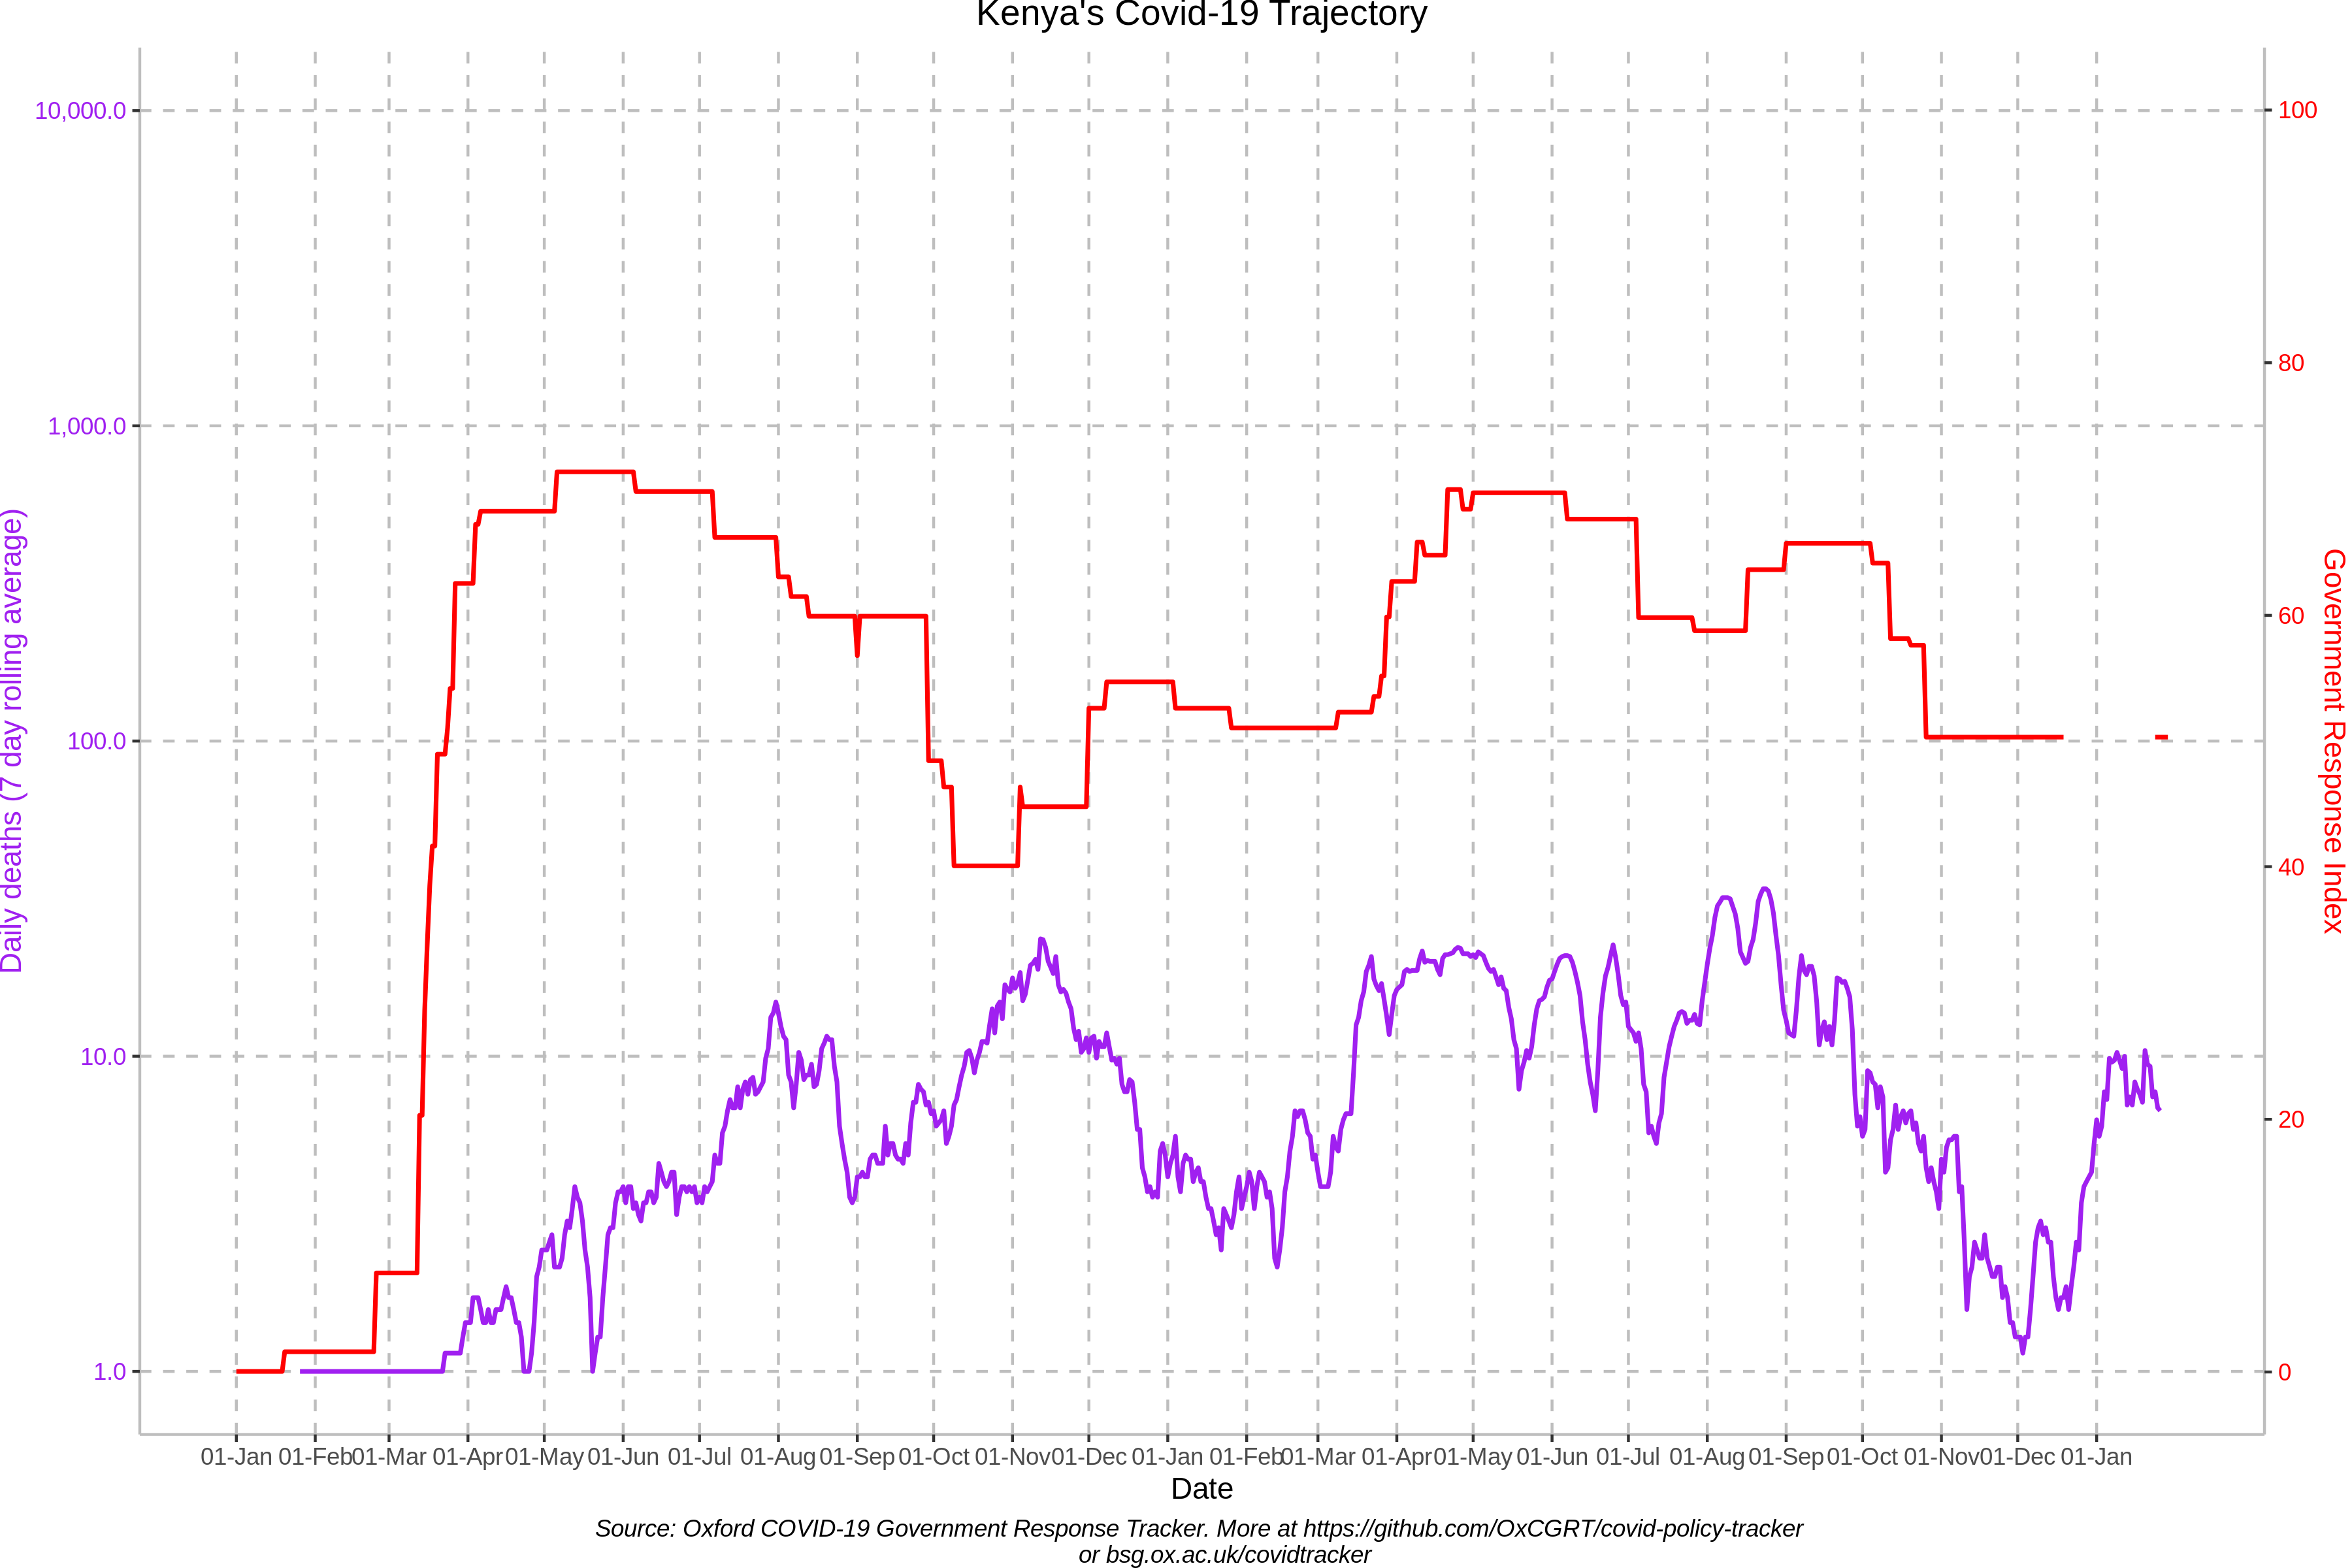 Kenya's Covid-19 Trajectory
10,000.0
1,000.0
100.0
10.0
1.0
Daily deaths (7 day rolling average)
100
80
60
40
20
0
Government Response Index
01-Jan 01-Feb 01-Mar 01-Apr 01-May 01-Jun 01-Jul 01-Aug 01-Sep 01-Oct 01-Nov 01-Dec 01-Jan 01-Feb 01-Mar 01-Apr 01-May 01-Jun 01-Jul 01-Aug 01-Sep 01-Oct 01-Nov 01-Dec 01-Jan
Date
Source: Oxford COVID-19 Government Response Tracker. More at https://github.com/OxCGRT/covid-policy-tracker
or bsg.ox.ac.uk/covidtracker